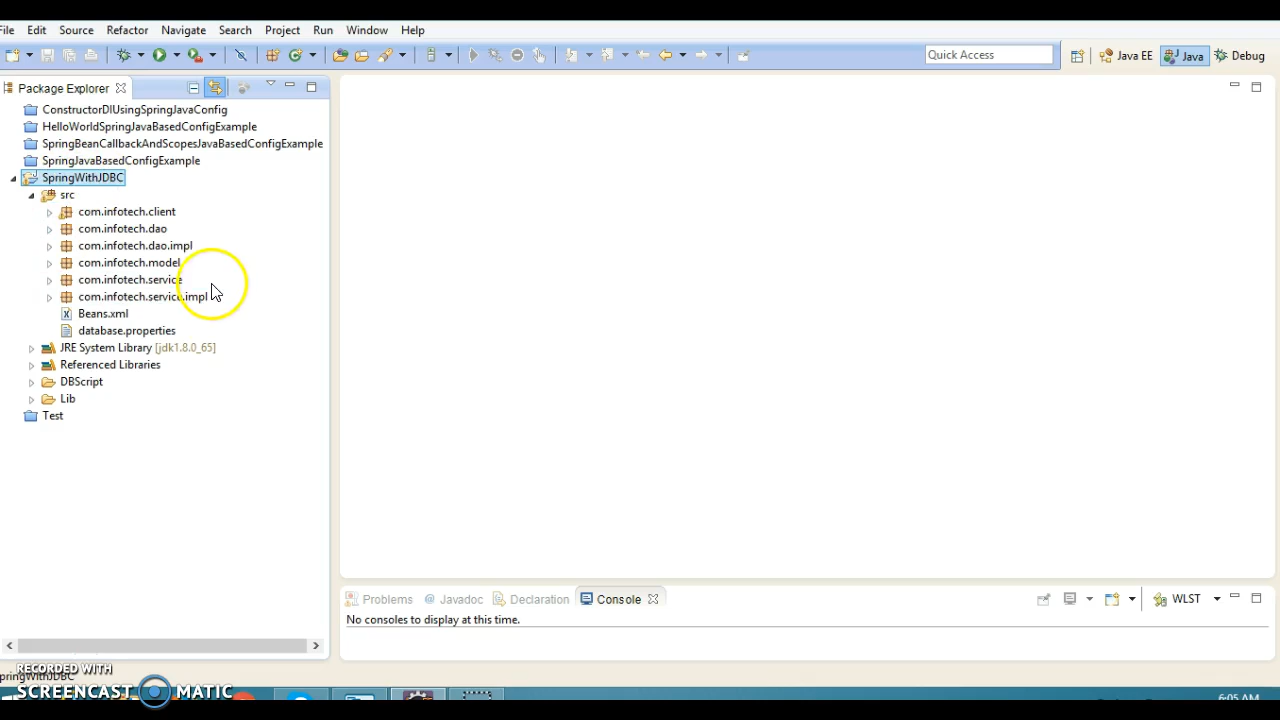 File Edit Source Refactor Navigate Search Project Run Window Help
Quick Access Java EE Java Debug
Package Explorer
ConstructorDIUsingSpringJavaConfig
HelloWorldSpringJavaBasedConfigExample
SpringBeanCallbackAndScopesJavaBasedConfigExample
SpringJavaBasedConfigExample
SpringWithJDBC
src
com.infotech.client
com.infotech.dao
com.infotech.dao.impl
com.infotech.model
com.infotech.service
com.infotech.service.impl
Beans.xml
database.properties
JRE System Library [jdk1.8.0_65]
Referenced Libraries
DBScript
Lib
Test
Problems @ Javadoc Declaration Console WLST
No consoles to display at this time.
RECORDED WITH
pringWithJDBC
SCREENCAST MATIC
6:05 AM